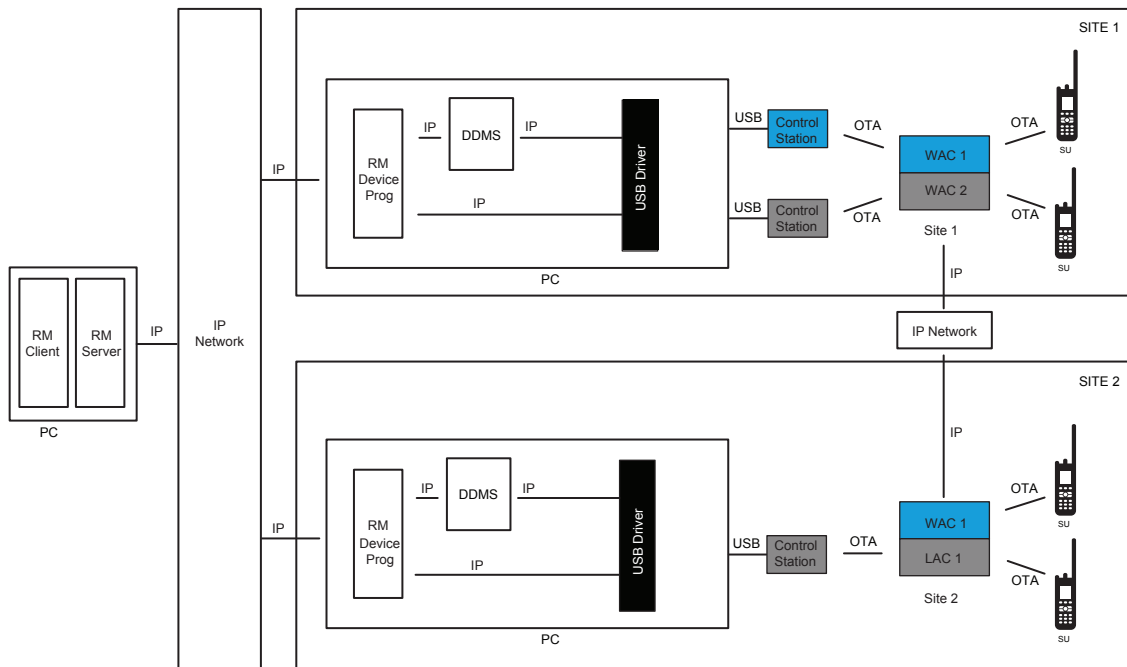 SITE 1
RM
Device
Prog
IP
DDMS
IP
IP
USB Driver
PC
USB
Control
Station
OTA
USB
Control
Station
OTA
WAC 1
WAC 2
Site 1
OTA
SU
OTA
SU
IP
IP
IP Network
RM
Client
RM
Server
PC
IP
IP
Network
SITE 2
IP
RM
Device
Prog
IP
DDMS
IP
IP
USB Driver
PC
USB
Control
Station
OTA
IP
WAC 1
LAC 1
Site 2
OTA
SU
OTA
SU